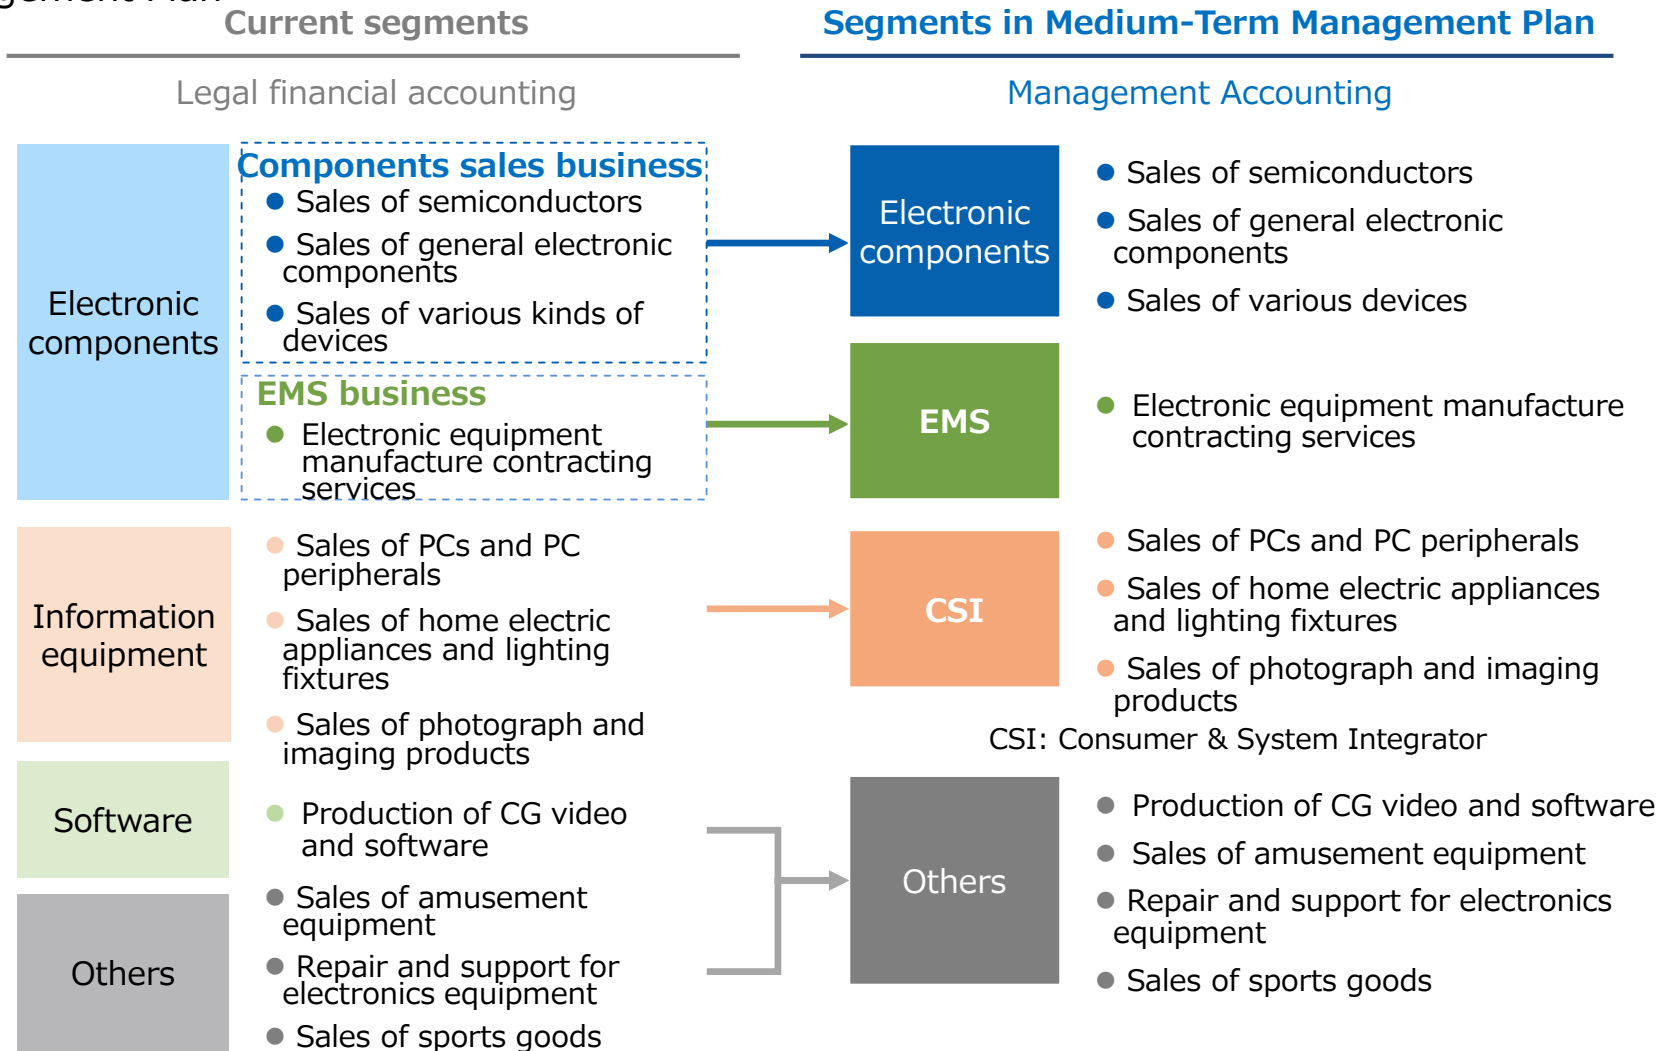 gement Plan
Current segments
Legal financial accounting
Electronic
components
Components sales business
● Sales of semiconductors
● Sales of general electronic
components
● Sales of various kinds of
devices
EMS business
● Electronic equipment
manufacture contracting
services
Information
equipment
● Sales of PCs and PC
peripherals
● Sales of home electric
appliances and lighting
fixtures
● Sales of photograph and
imaging products
Software
● Production of CG video
and software
Others
● Sales of amusement
equipment
● Repair and support for
electronics equipment
● Sales of sports goods
Segments in Medium-Term Management Plan
Management Accounting
Electronic
components
● Sales of semiconductors
● Sales of general electronic
components
● Sales of various devices
EMS
● Electronic equipment manufacture
contracting services
CSI
● Sales of PCs and PC peripherals
● Sales of home electric appliances
and lighting fixtures
● Sales of photograph and imaging
products
CSI: Consumer & System Integrator
Others
● Production of CG video and software
● Sales of amusement equipment
● Repair and support for electronics
equipment
● Sales of sports goods